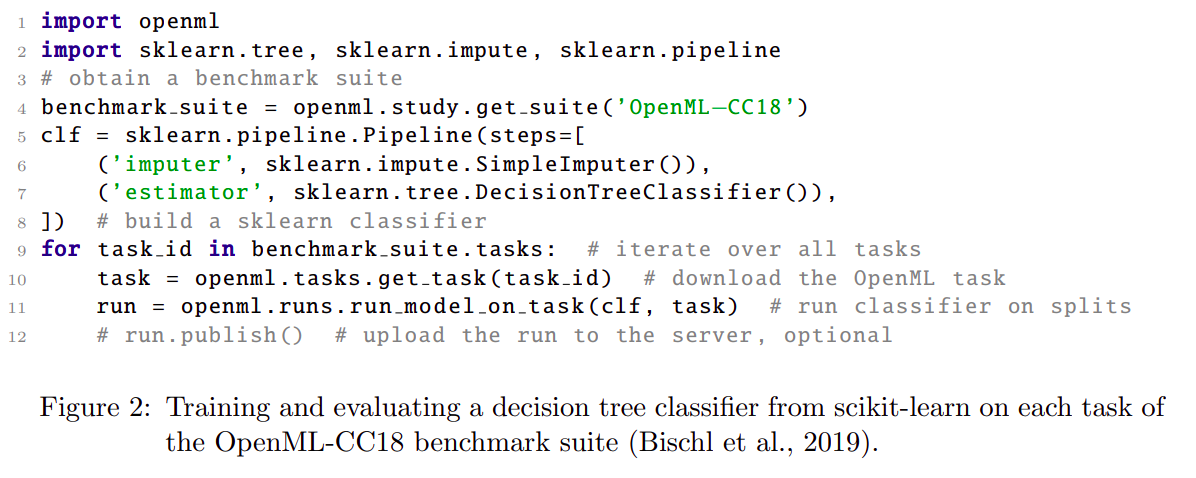 1 import openml
2 import sklearn.tree, sklearn.impute, sklearn.pipeline
3 # obtain a benchmark suite
4 benchmark_suite = openml.study.get_suite('OpenML-CC18')
5 clf = sklearn.pipeline.Pipeline(steps=[
6     ('imputer', sklearn.impute.SimpleImputer()),
7     ('estimator', sklearn.tree.DecisionTreeClassifier()),
8 ])  # build a sklearn classifier
9 for task_id in benchmark_suite.tasks:  # iterate over all tasks
10     task = openml.tasks.get_task(task_id)  # download the OpenML task
11     run = openml.runs.run_model_on_task(clf, task)  # run classifier on splits
12     # run.publish()  # upload the run to the server, optional
Figure 2: Training and evaluating a decision tree classifier from scikit-learn on each task of
the OpenML-CC18 benchmark suite (Bischl et al., 2019).